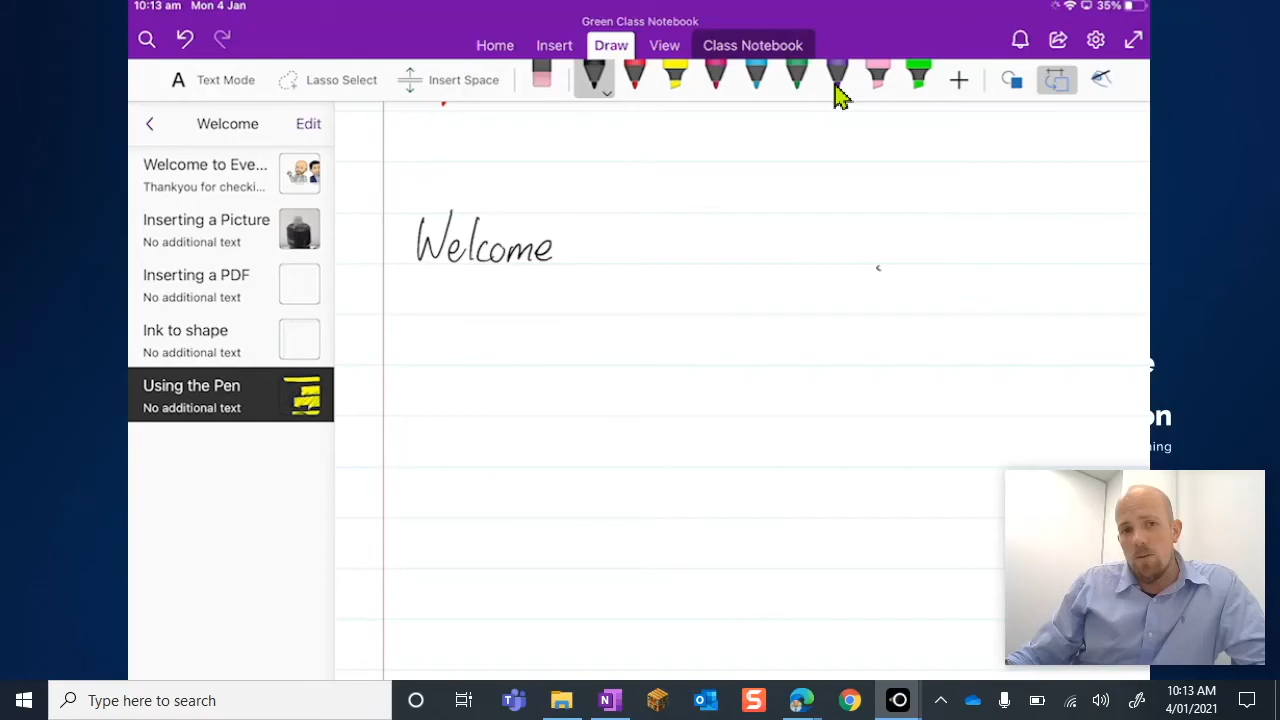 10:13 am Mon 4 Jan
35%
Green Class Notebook
Home Insert Draw View Class Notebook
A Text Mode Lasso Select Insert Space
Welcome Edit
Welcome to Eve...
Thankyou for checki...
Inserting a Picture
No additional text
Inserting a PDF
No additional text
Ink to shape
No additional text
Using the Pen
No additional text
Welcome
e
on
ning
Type here to search
10:13 AM
4/01/2021